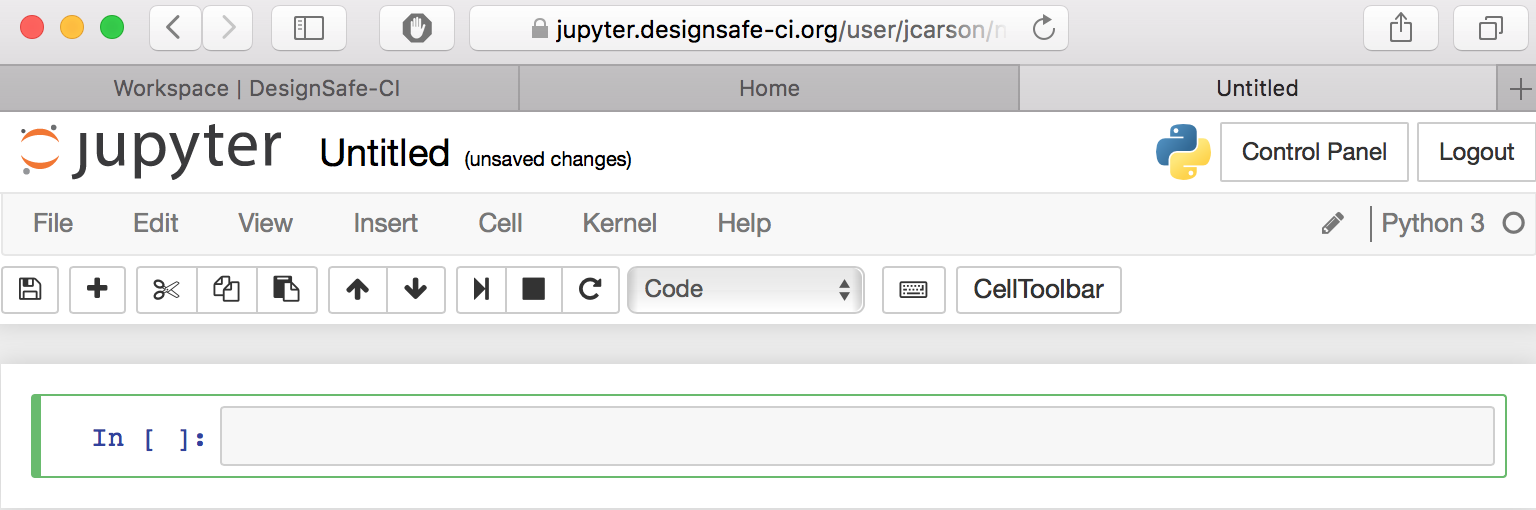 jupyter.designsafe-ci.org/user/jcarson/n
Workspace | DesignSafe-CI Home Untitled
jupyter Untitled (unsaved changes) Control Panel Logout
File Edit View Insert Cell Kernel Help Python 3
Code CellToolbar
In [ ]: